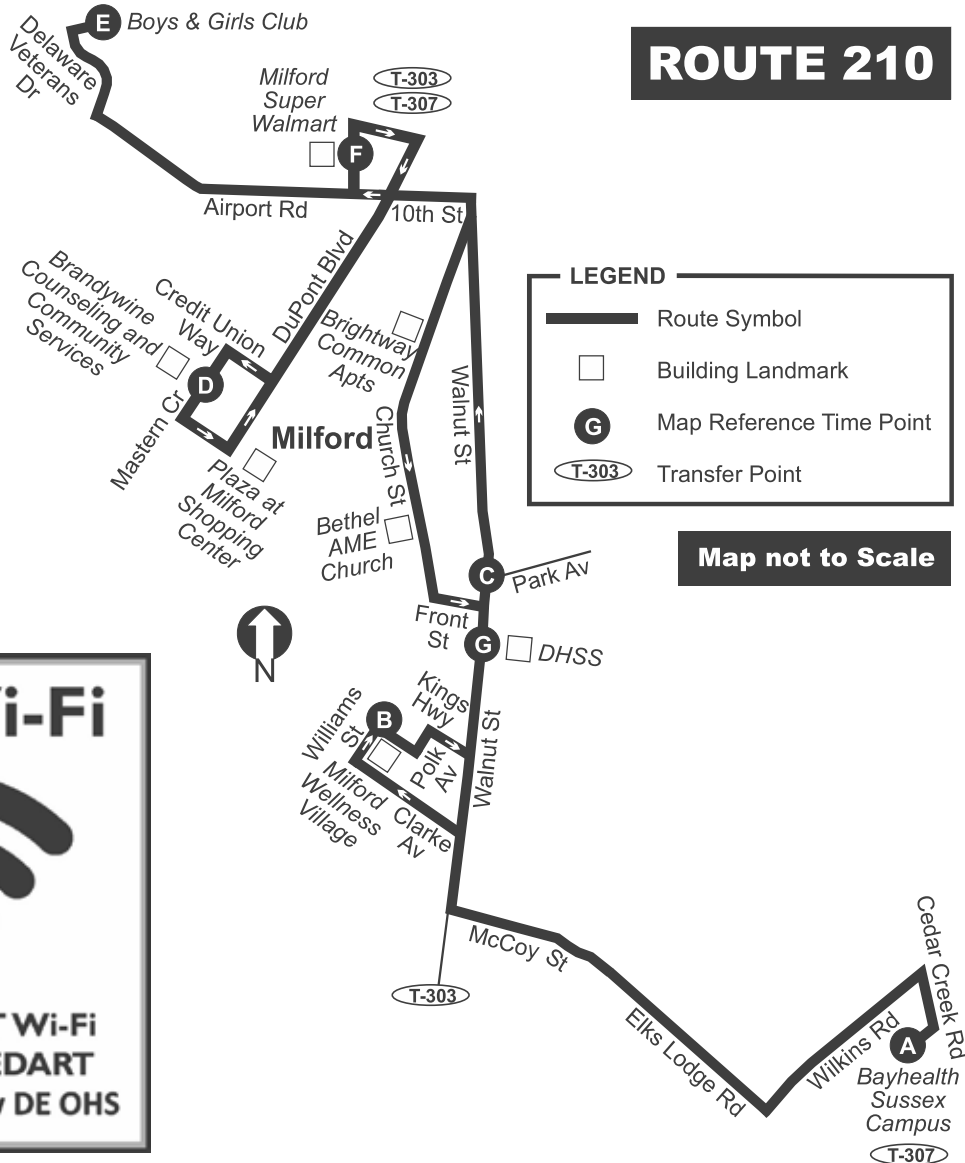 ROUTE 210
E Boys & Girls Club
Delaware
Veterans
Dr
Milford
Super
Walmart
T-303
T-307
F
Airport Rd
10th St
DuPont Blvd
Brandywine
Counseling and
Community
Services
Credit Union
Way
D
Mastern Cr
Plaza at
Milford
Shopping
Center
Milford
Brightway
Common
Apts
Church St
Walnut St
Bethel
AME
Church
LEGEND
Route Symbol
Building Landmark
G Map Reference Time Point
T-303 Transfer Point
Map not to Scale
C
Park Av
Front
St
G
DHSS
N
Kings
Hwy
Williams
St
B
Polk
Av
Walnut St
Milford
Wellness
Village
Clarke
Av
McCoy St
T-303
Elks Lodge Rd
Wilkins Rd
Cedar Creek Rd
A
Bayhealth
Sussex
Campus
T-307
i-Fi
Wi-Fi
EDART
DE OHS